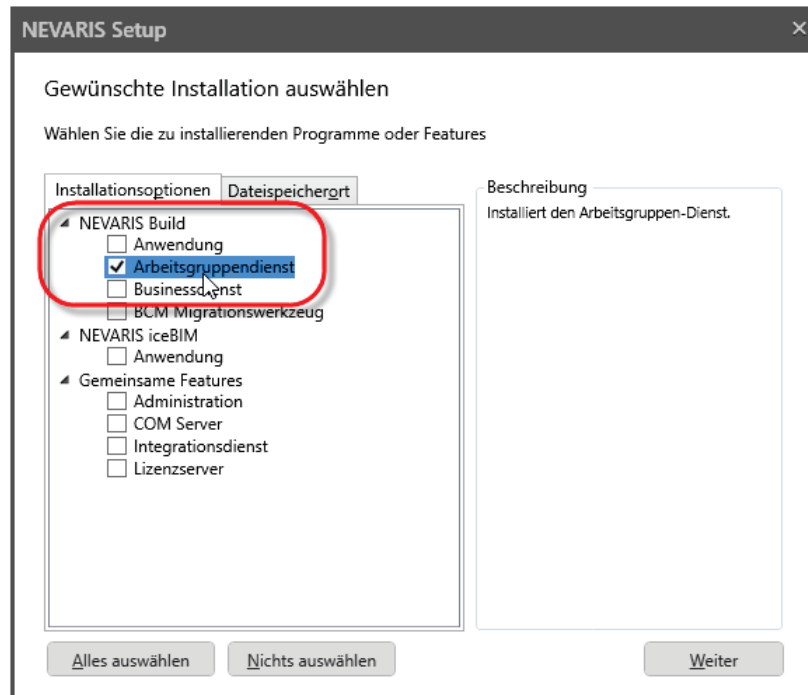 NEVARIS Setup
Gewünschte Installation auswählen
Wählen Sie die zu installierenden Programme oder Features
Installationsoptionen
Dateispeicherort
NEVARIS Build
Anwendung
Arbeitsgruppendienst
Businessdienst
BCM Migrationswerkzeug
NEVARIS iceBIM
Anwendung
Gemeinsame Features
Administration
COM Server
Integrationsdienst
Lizenzserver
Beschreibung
Installiert den Arbeitsgruppen-Dienst.
Alles auswählen
Nichts auswählen
Weiter